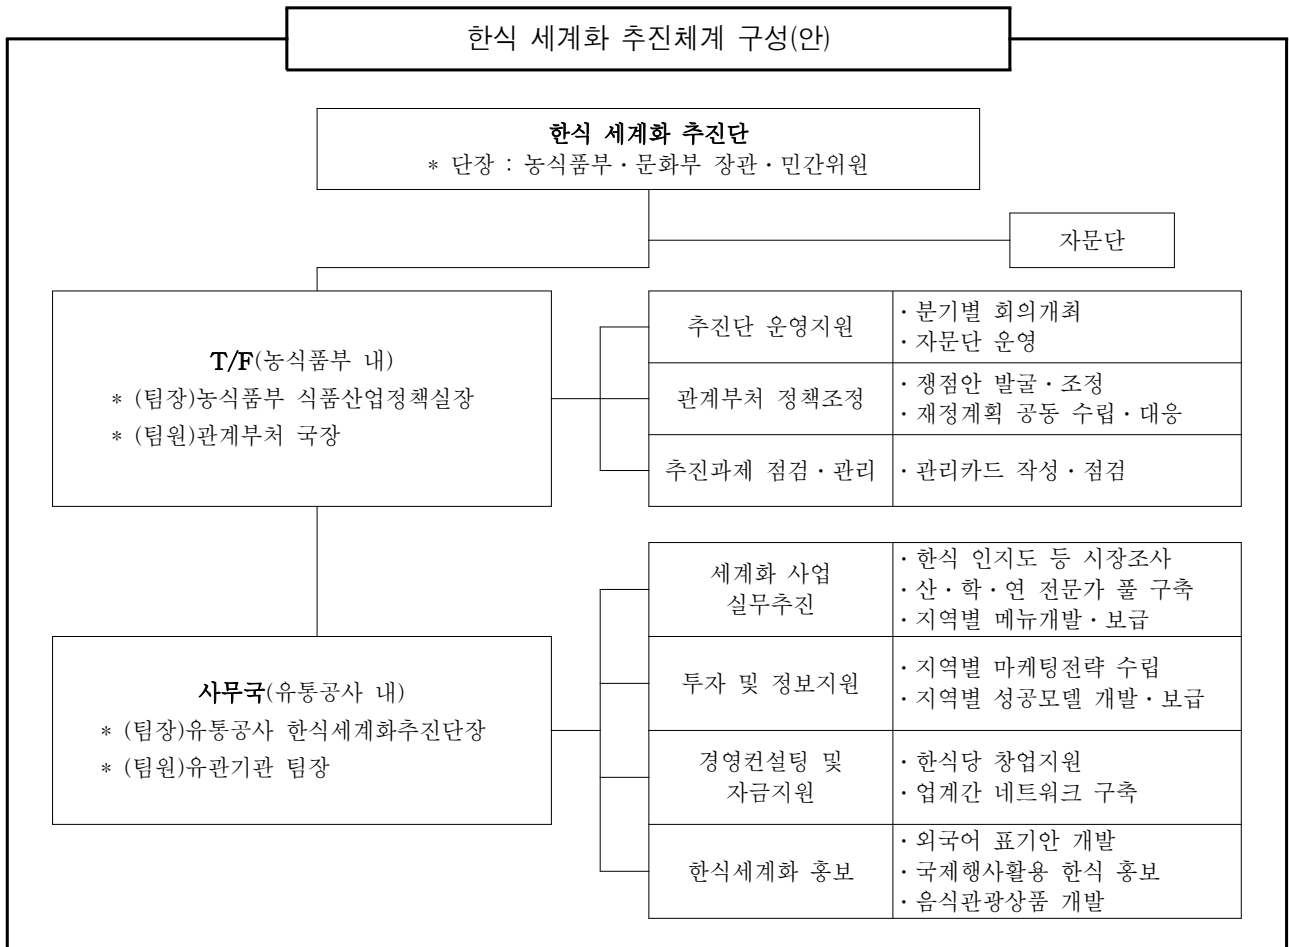 한식 세계화 추진체계 구성(안)
한식 세계화 추진단
* 단장 : 농식품부·문화부 장관·민간위원
자문단
T/F(농식품부 내)
* (팀장)농식품부 식품산업정책실장
* (팀원)관계부처 국장
추진단 운영지원
· 분기별 회의개최
· 자문단 운영
관계부처 정책조정
· 쟁점안 발굴·조정
· 재정계획 공동 수립·대응
추진과제 점검·관리
· 관리카드 작성·점검
사무국(유통공사 내)
* (팀장)유통공사 한식세계화추진단장
* (팀원)유관기관 팀장
세계화 사업
실무추진
· 한식 인지도 등 시장조사
· 산·학·연 전문가 풀 구축
· 지역별 메뉴개발·보급
투자 및 정보지원
· 지역별 마케팅전략 수립
· 지역별 성공모델 개발·보급
경영컨설팅 및
자금지원
· 한식당 창업지원
· 업계간 네트워크 구축
한식세계화 홍보
· 외국어 표기안 개발
· 국제행사활용 한식 홍보
· 음식관광상품 개발